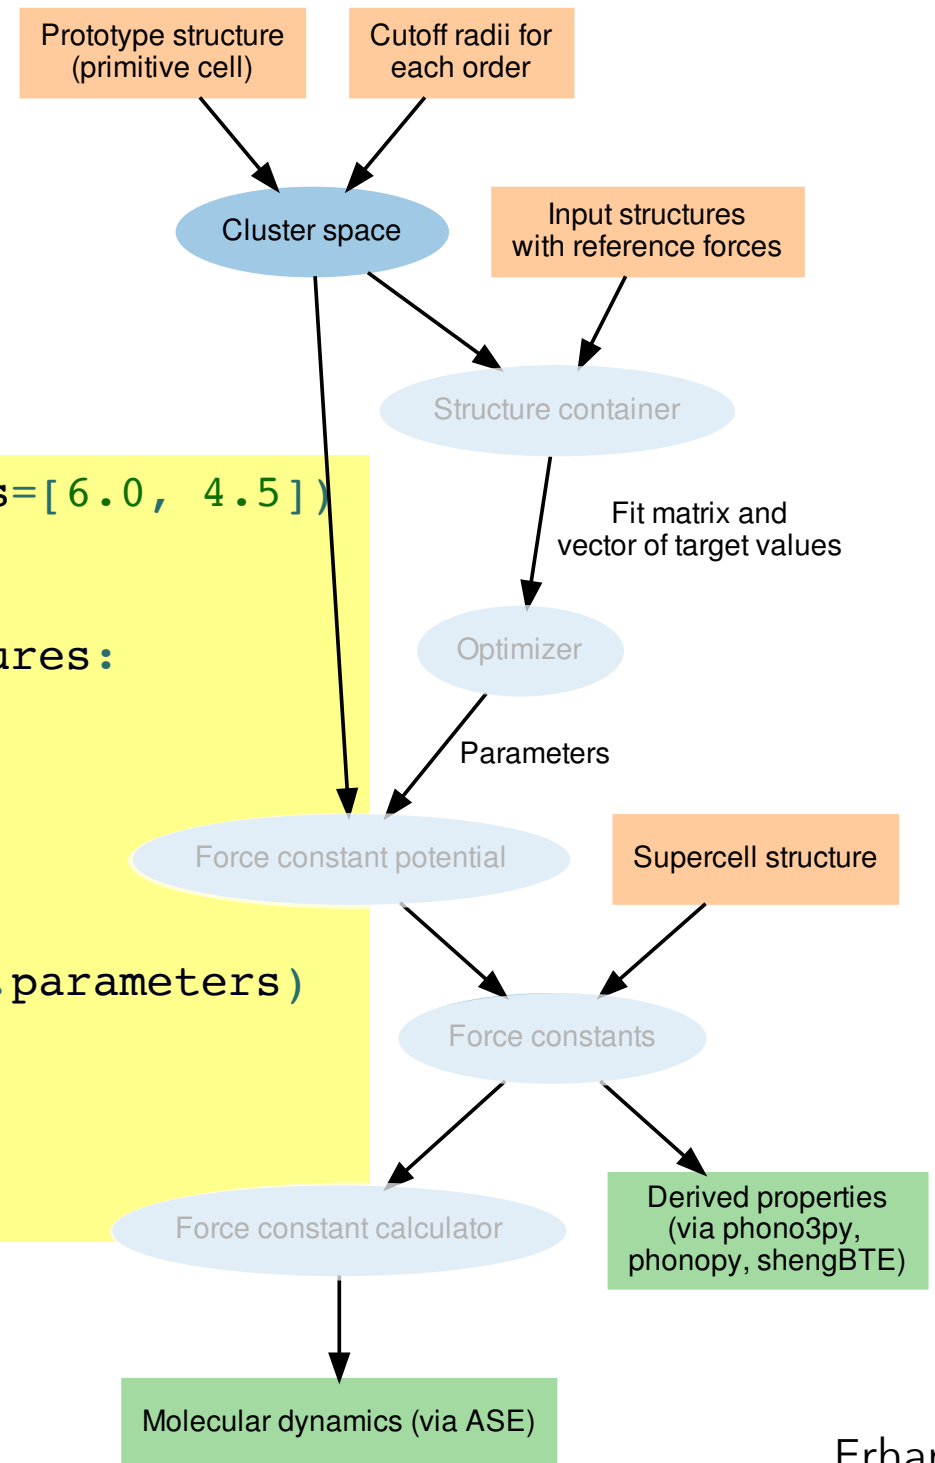 Prototype structure
(primitive cell)
Cutoff radii for
each order
Cluster space
Input structures
with reference forces
Structure container
s=[6.0, 4.5])
Fit matrix and
vector of target values
ures:
Optimizer
Parameters
Force constant potential
Supercell structure
.parameters)
Force constants
Derived properties
(via phono3py,
phonopy, shengBTE)
Force constant calculator
Molecular dynamics (via ASE)
Erhar